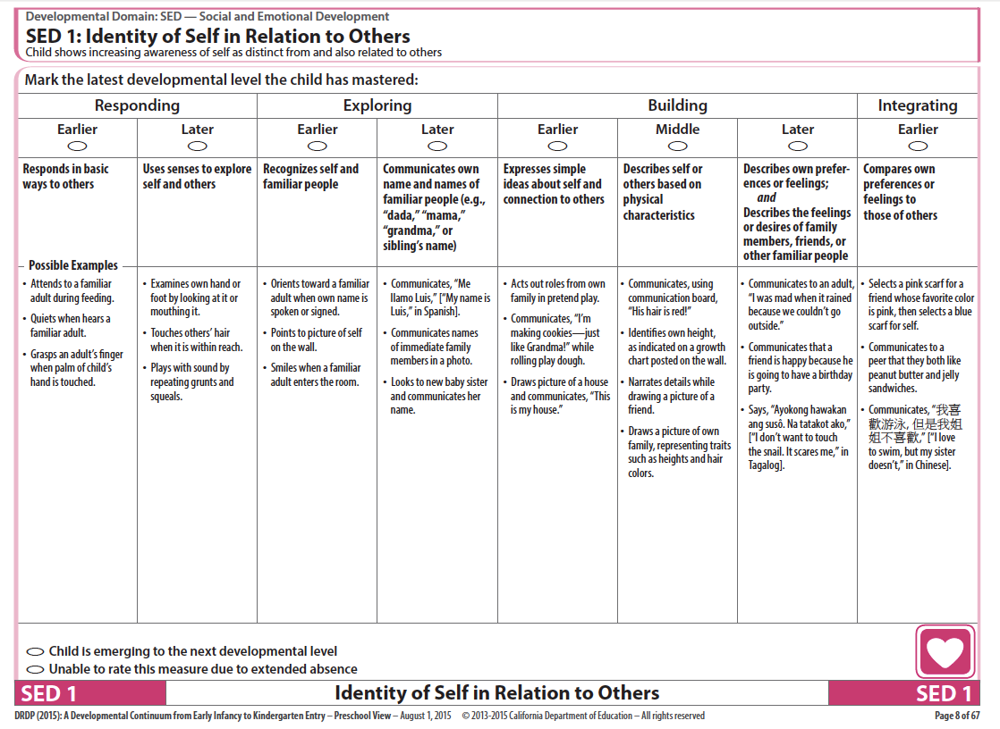 Developmental Domain: SED — Social and Emotional Development
SED 1: Identity of Self in Relation to Others
Child shows increasing awareness of self as distinct from and also related to others
Mark the latest developmental level the child has mastered:
Responding
Exploring
Building
Integrating
Earlier
Later
Earlier
Later
Earlier
Middle
Later
Earlier
Responds in basic
ways to others
Uses senses to explore
self and others
Recognizes self and
familiar people
Communicates own
name and names of
familiar people (e.g.,
“dada,” “mama,”
“grandma,” or
sibling’s name)
Expresses simple
ideas about self and
connection to others
Describes self or
others based on
physical
characteristics
Describes own prefer-
ences or feelings;
and
Describes the feelings
or desires of family
members, friends, or
other familiar people
Compares own
preferences or
feelings to
those of others
Possible Examples
• Attends to a familiar
adult during feeding.
• Quiets when hears a
familiar adult.
• Grasps an adult’s finger
when palm of child’s
hand is touched.
• Examines own hand or
foot by looking at it or
mouthing it.
• Touches others’ hair
when it is within reach.
• Plays with sound by
repeating grunts and
squeals.
• Orients toward a familiar
adult when own name is
spoken or signed.
• Points to picture of self
on the wall.
• Smiles when a familiar
adult enters the room.
• Communicates, “Me
llamo Luis,” [“My name is
Luis,” in Spanish].
• Communicates names
of immediate family
members in a photo.
• Looks to new baby sister
and communicates her
name.
• Acts out roles from own
family in pretend play.
• Communicates, “I’m
making cookies—just
like Grandma!” while
rolling play dough.
• Draws picture of a house
and communicates, “This
is my house.”
• Communicates, using
communication board,
“His hair is red!”
• Identifies own height,
as indicated on a growth
chart posted on the wall.
• Narrates details while
drawing a picture of a
friend.
• Draws a picture of own
family, representing traits
such as heights and hair
colors.
• Communicates to an adult,
“I was mad when it rained
because we couldn’t go
outside.”
• Communicates that a
friend is happy because he
is going to have a birthday
party.
• Says, “Ayokong hawakan
ang susô. Na tatakot ako,”
[“I don’t want to touch
the snail. It scares me,” in
Tagalog].
• Selects a pink scarf for a
friend whose favorite color
is pink, then selects a blue
scarf for self.
• Communicates to a
peer that they both like
peanut butter and jelly
sandwiches.
• Communicates, “我喜
歡游泳, 但是我姐
姐不喜歡,” [“I love
to swim, but my sister
doesn’t,” in Chinese].
Child is emerging to the next developmental level
Unable to rate this measure due to extended absence
SED 1
Identity of Self in Relation to Others
SED 1
DRDP (2015): A Developmental Continuum from Early Infancy to Kindergarten Entry – Preschool View – August 1, 2015 © 2013-2015 California Department of Education – All rights reserved
Page 8 of 67